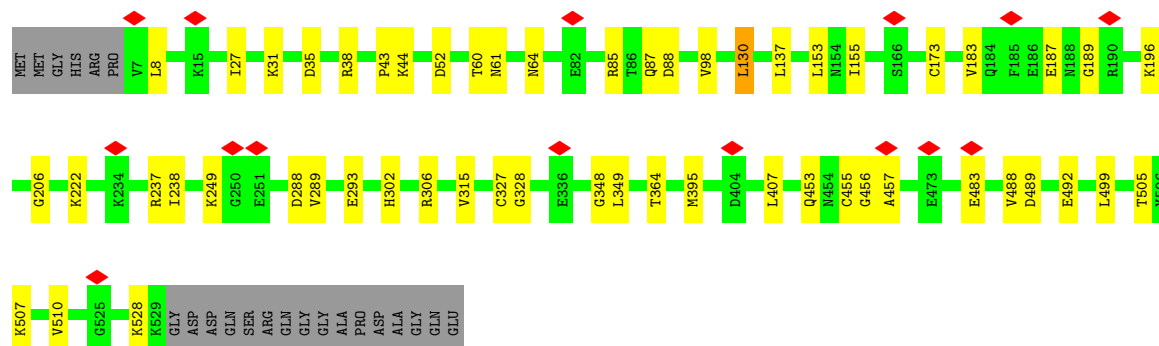 MET MET GLY HIS ARG PRO V7 L8 K15 I27 K31 D35 R38 P43 K44 D52 T60 N61 N64 E82 R85 T86 Q87 D88 V98 L130 L137 L153 N154 I155 S166 C173 V183 Q184 F185 E186 E187 N188 G189 R190 K196
G206 K222 K234 R237 I238 K249 G250 E251 D288 V289 E293 H302 R306 V315 C327 G328 E336 G348 L349 T364 M395 D404 L407 Q453 N454 C455 G456 A457 E473 E483 V488 D489 E492 L499 T505
K507 V510 G525 K528 K529 GLY ASP ASP GLN SER ARG GLN GLY GLY ALA PRO ASP ALA GLY GLN GLU